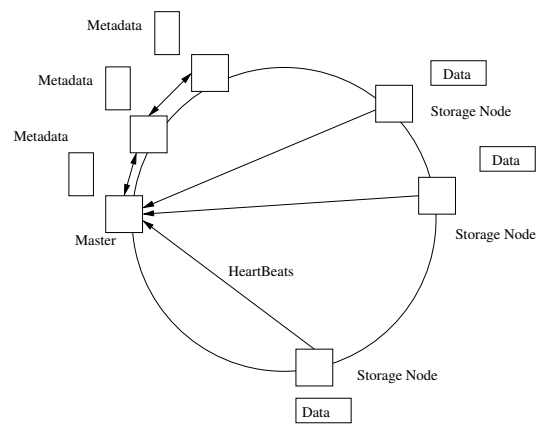 Metadata
Metadata
Data
Storage Node
Metadata
Data
Master
Storage Node
HeartBeats
Storage Node
Data